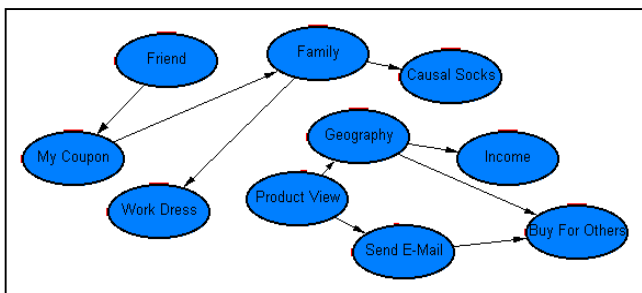 Friend
Family
Causal Socks
My Coupon
Geography
Income
Work Dress
Product View
Send E-Mail
Buy For Others